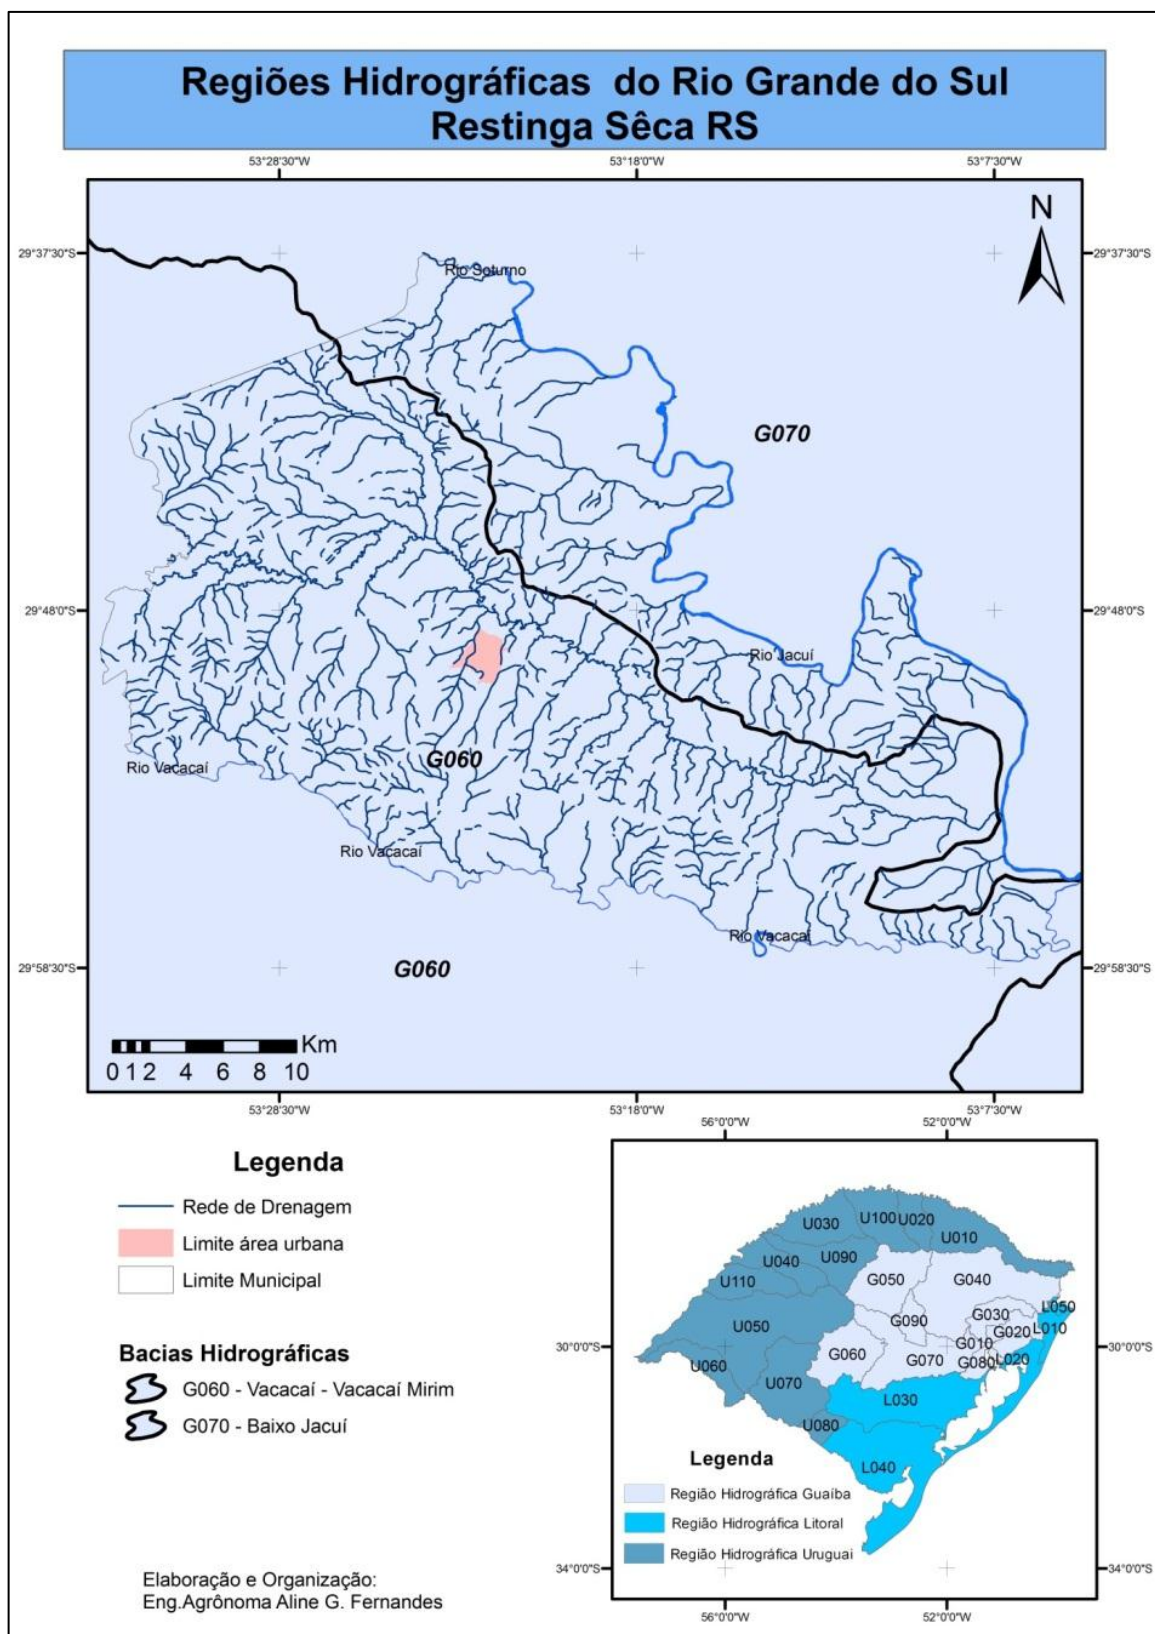 Regiões Hidrográficas do Rio Grande do Sul
Restinga Sêca RS
53°28'30"W
53°18'0"W
53°7'30"W
N
29°37'30"S
29°37'30"S
Rio Soturno
G070
29°48'0"S
29°48'0"S
Rio Jacuí
G060
Rio Vacacaí
Rio Vacacaí
Rio Vacacaí
29°58'30"S
G060
29°58'30"S
Km
0 1 2 4 6 8 10
53°28'30"W
53°18'0"W
53°7'30"W
56°0'0"W
52°0'0"W
Legenda
Rede de Drenagem
Limite área urbana
Limite Municipal
Bacias Hidrográficas
G060 - Vacacaí - Vacacaí Mirim
G070 - Baixo Jacuí
U030
U100
U020
U010
U040
U090
U110
G050
G040
L050
G030
U050
G090
G020
L010
G010
30°0'0"S
30°0'0"S
U060
G060
G070
G080
L020
U070
L030
U080
L040
Legenda
Região Hidrográfica Guaíba
Região Hidrográfica Litoral
Região Hidrográfica Uruguai
34°0'0"S
34°0'0"S
56°0'0"W
52°0'0"W
Elaboração e Organização:
Eng.Agrônoma Aline G. Fernandes